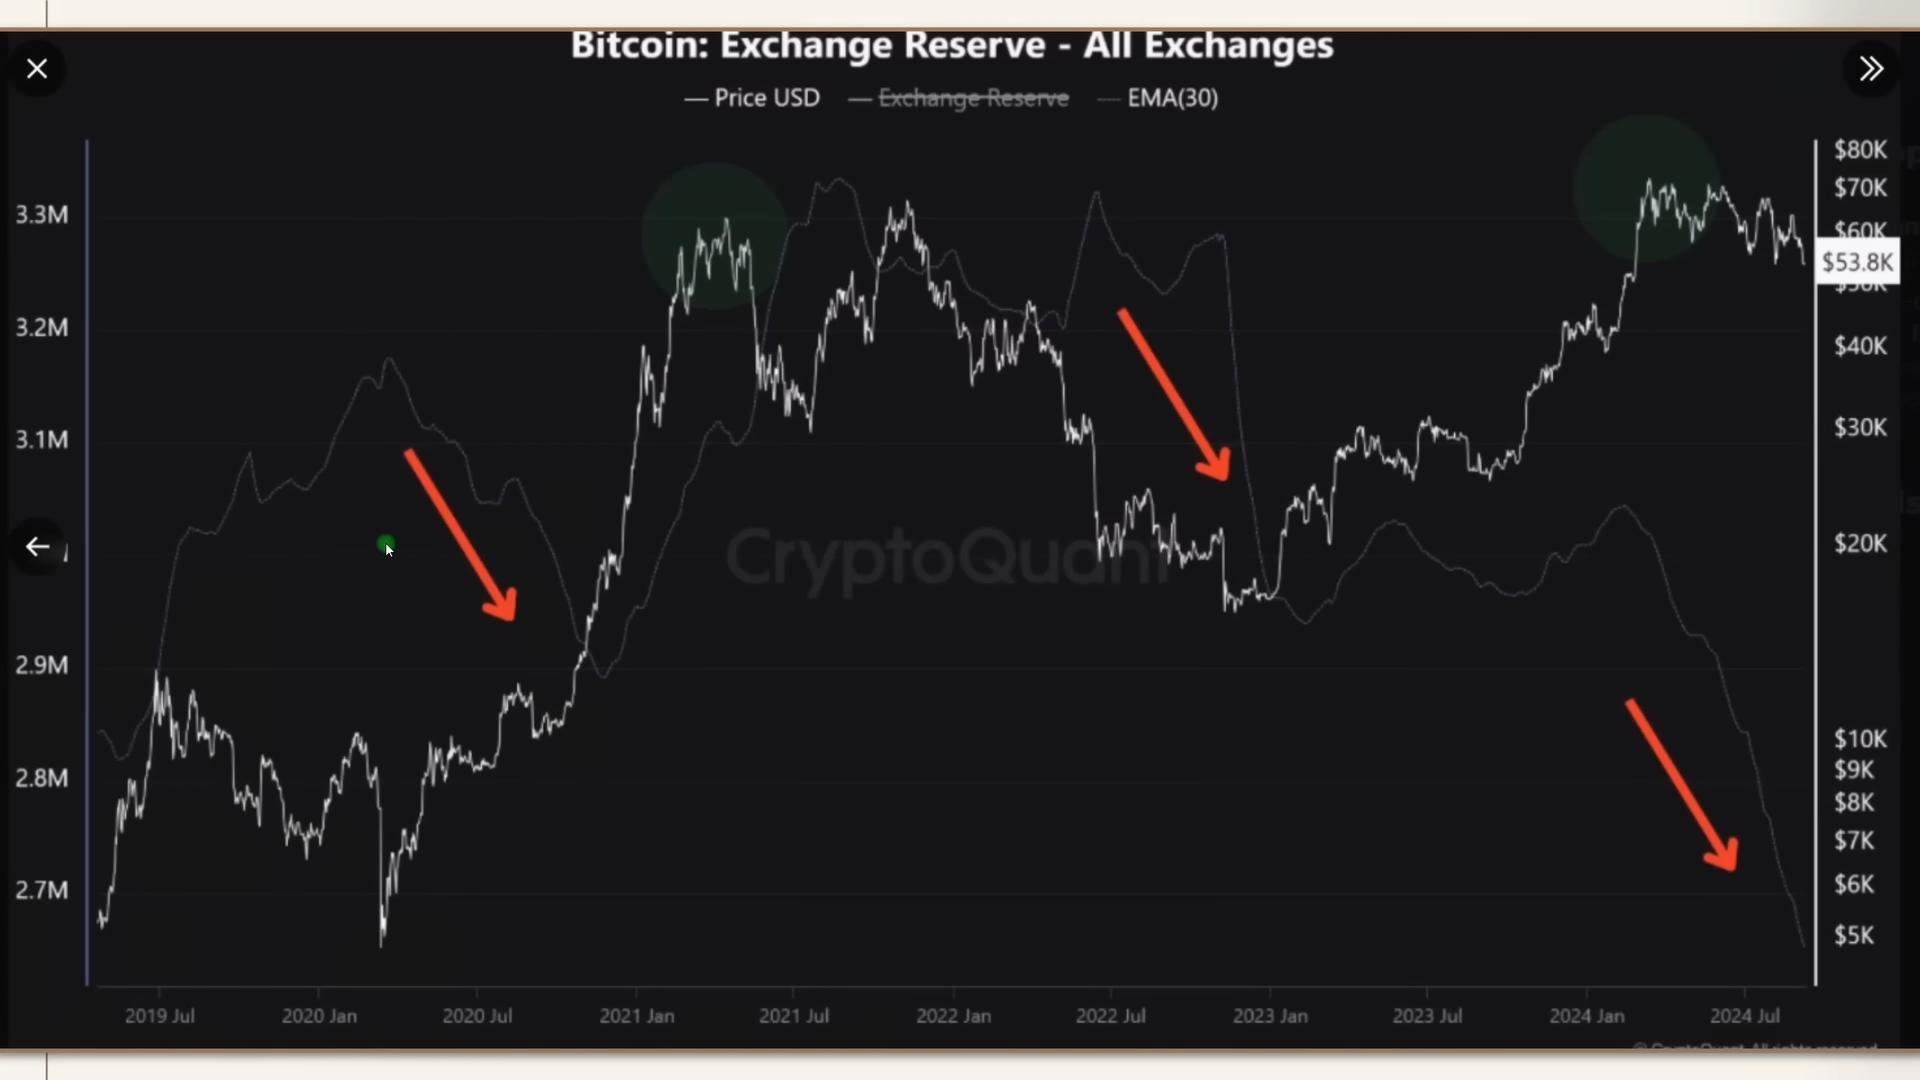 Bitcoin: Exchange Reserve - All Exchanges
Price USD Exchange Reserve EMA(30)
3.3M
3.2M
3.1M
2.9M
2.8M
2.7M
$80K
$70K
$60K
$53.8K
$50K
$40K
$30K
$20K
$10K
$9K
$8K
$7K
$6K
$5K
CryptoQuant
2019 Jul 2020 Jan 2020 Jul 2021 Jan 2021 Jul 2022 Jan 2022 Jul 2023 Jan 2023 Jul 2024 Jan 2024 Jul